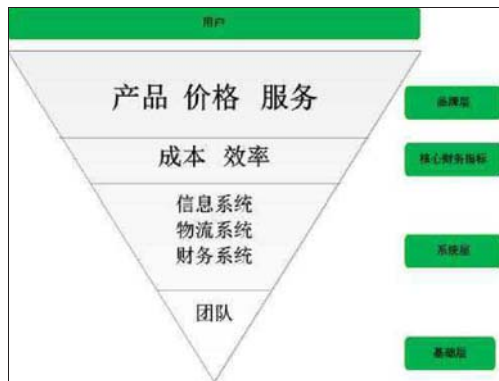 用户
产品 价格 服务
品牌层
成本 效率
核心财务指标
信息系统
物流系统
财务系统
系统层
团队
基础层